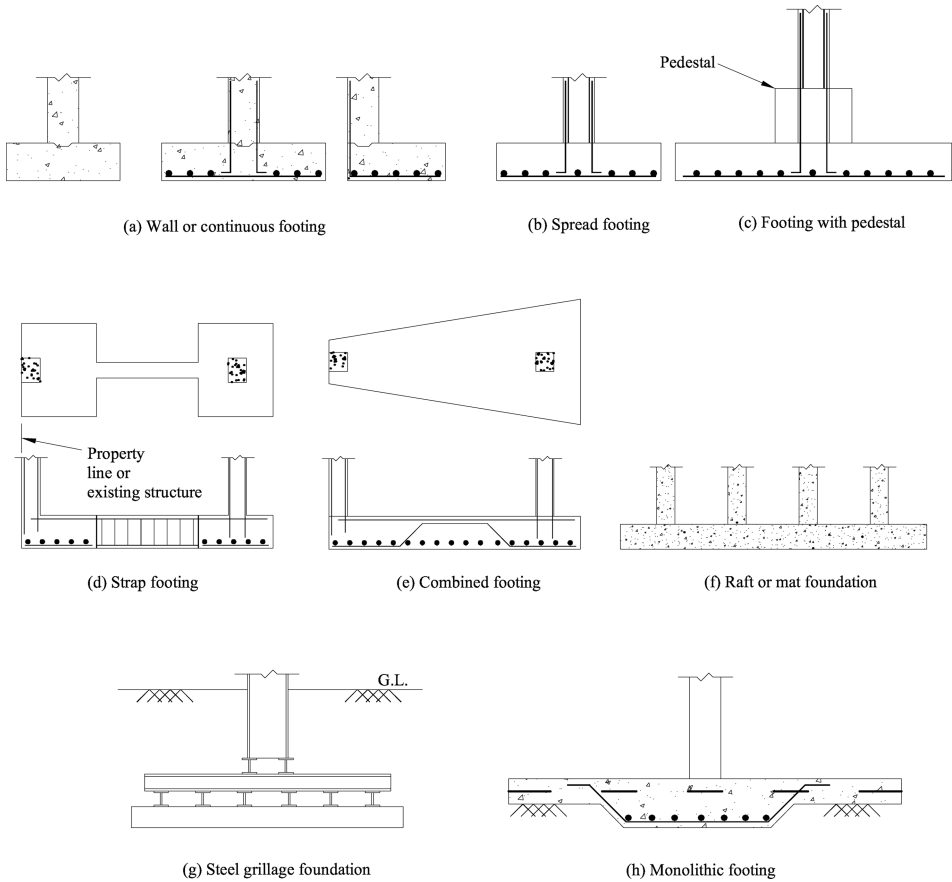 Pedestal
(a) Wall or continuous footing
(b) Spread footing
(c) Footing with pedestal
Property
line or
existing structure
(d) Strap footing
(e) Combined footing
(f) Raft or mat foundation
G.L.
(g) Steel grillage foundation
(h) Monolithic footing